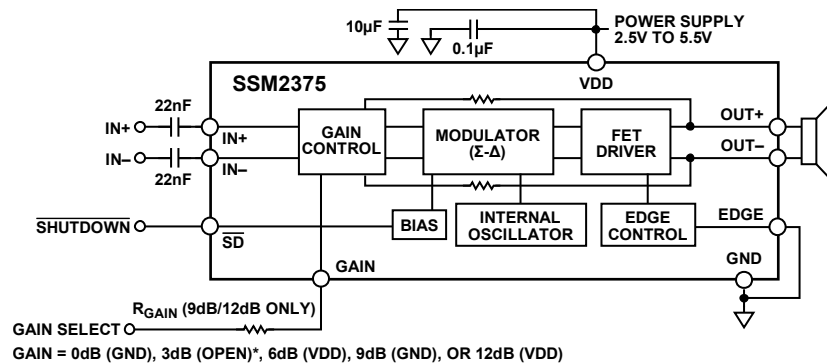 10µF
0.1µF
POWER SUPPLY
2.5V TO 5.5V
SSM2375
VDD
22nF
IN+
IN+
GAIN
CONTROL
MODULATOR
(Σ-Δ)
FET
DRIVER
OUT+
IN–
22nF
IN–
OUT–
SHUTDOWN
SD
BIAS
INTERNAL
OSCILLATOR
EDGE
CONTROL
EDGE
GAIN
GND
RGAIN (9dB/12dB ONLY)
GAIN SELECT
GAIN = 0dB (GND), 3dB (OPEN)*, 6dB (VDD), 9dB (GND), OR 12dB (VDD)